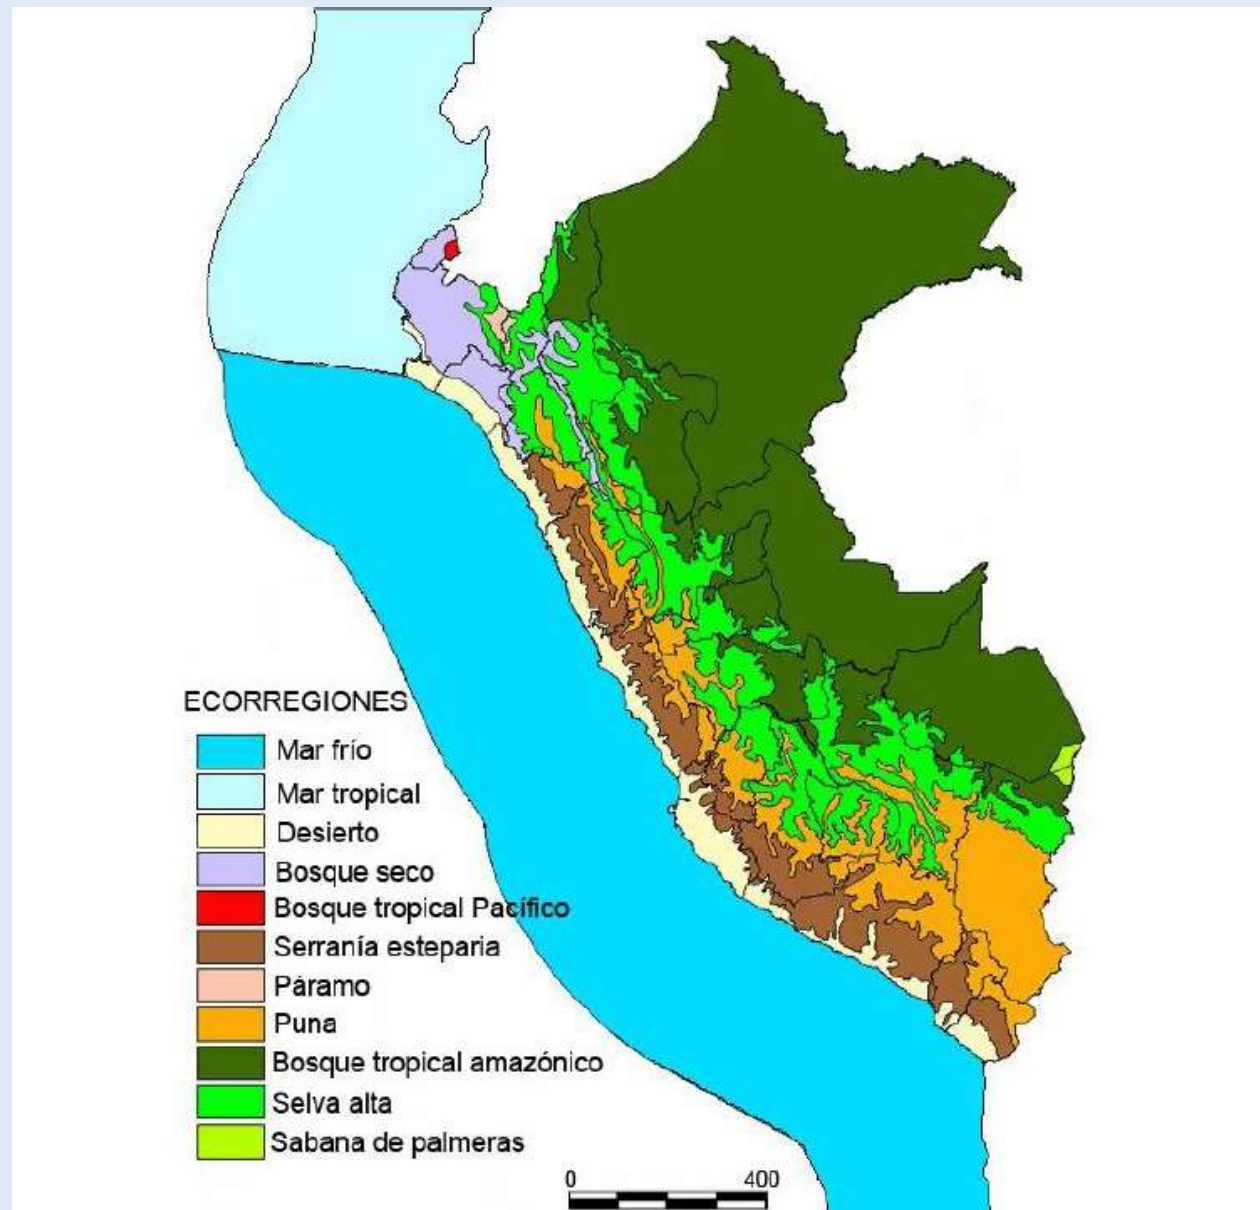 ECORREGIONES
Mar frío
Mar tropical
Desierto
Bosque seco
Bosque tropical Pacífico
Serranía esteparia
Páramo
Puna
Bosque tropical amazónico
Selva alta
Sabana de palmeras
0 400